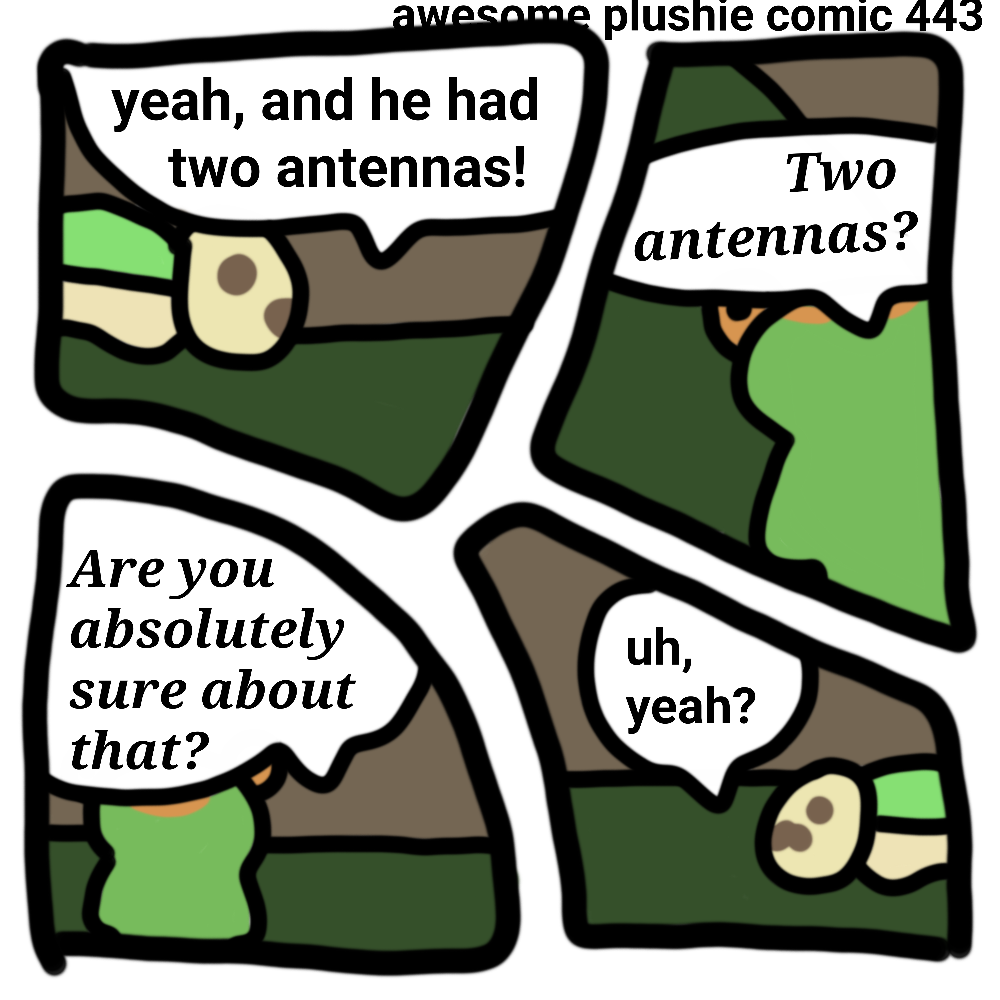 awesome plushie comic 443
yeah, and he had
two antennas!
Two
antennas?
Are you
absolutely
sure about
that?
uh,
yeah?